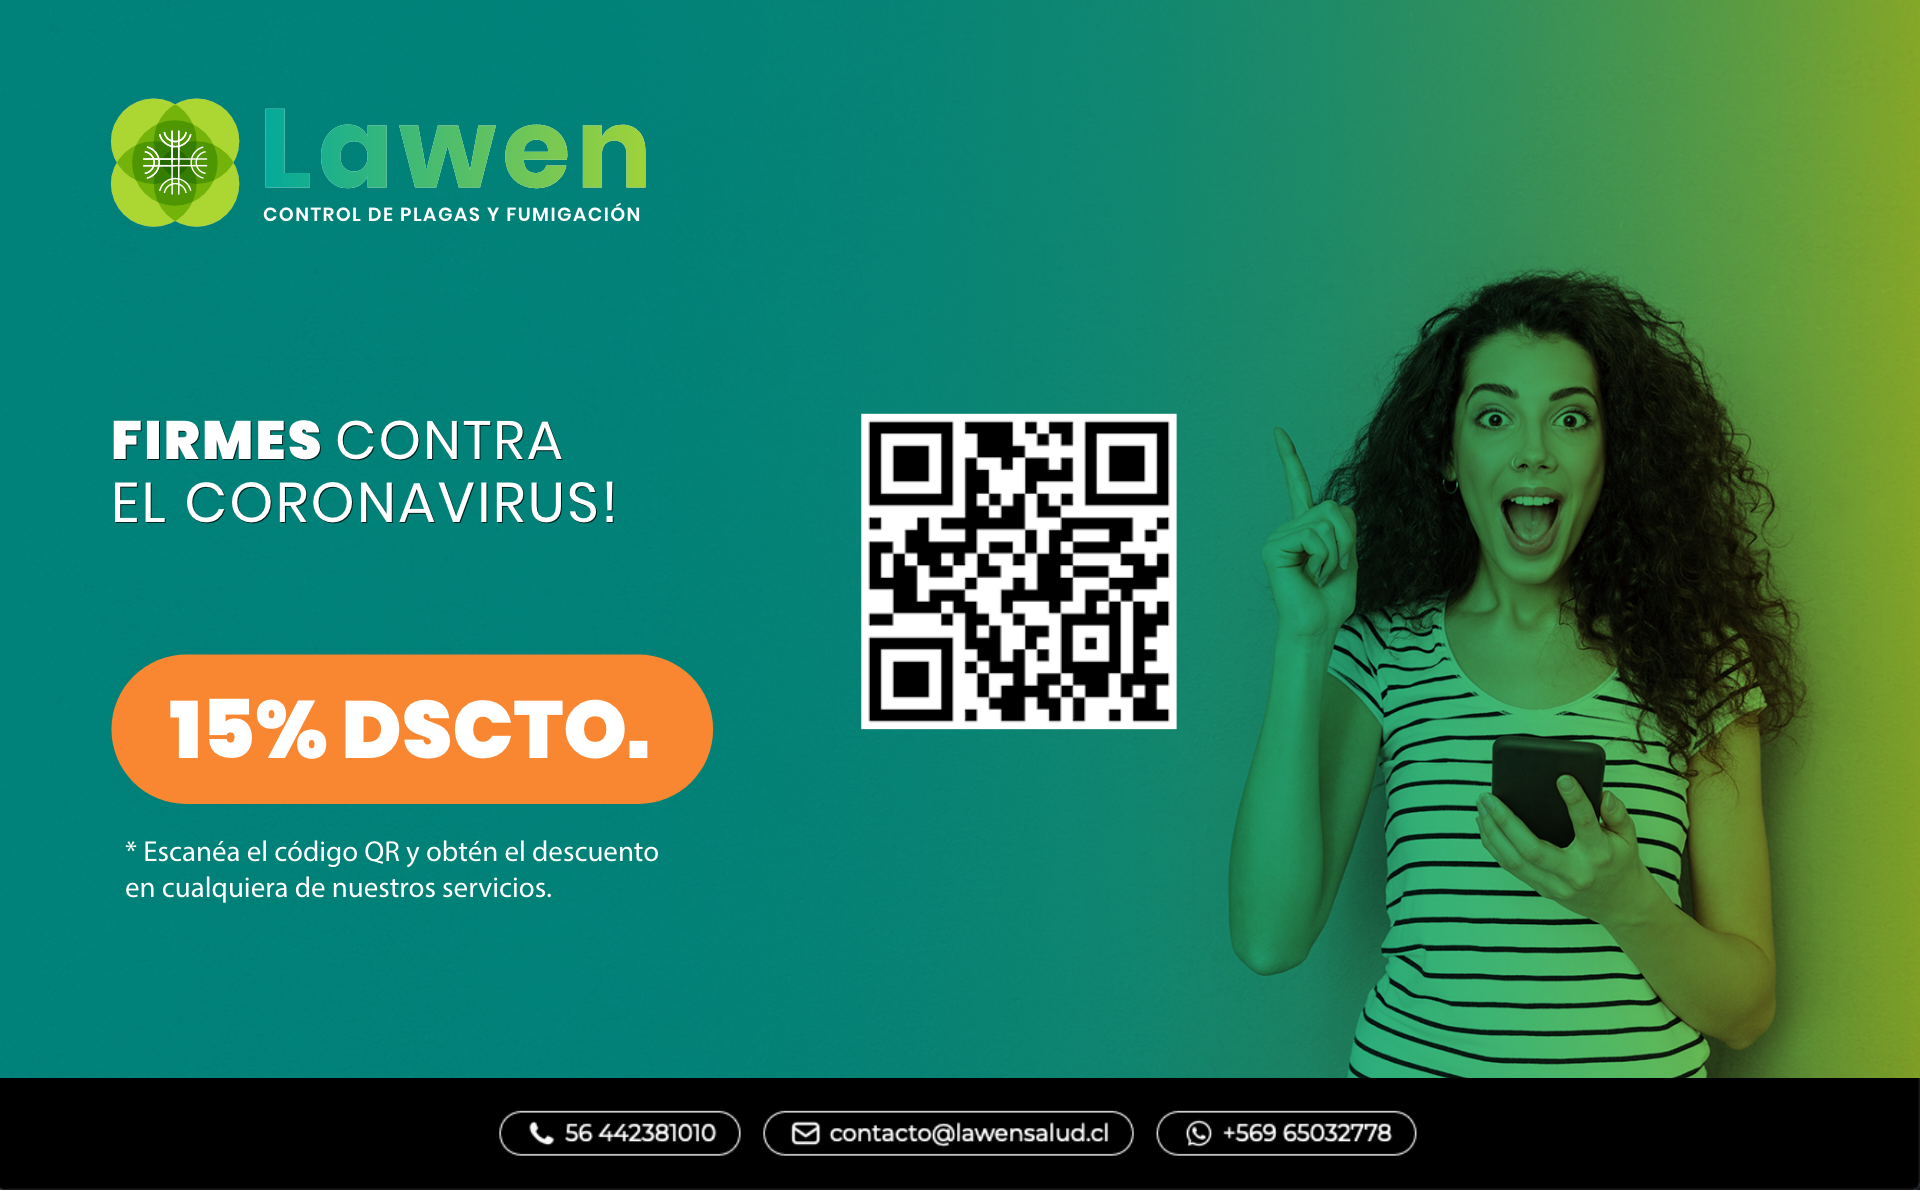 Lawen
CONTROL DE PLAGAS Y FUMIGACIÓN
FIRMES CONTRA
EL CORONAVIRUS!
15% DSCTO.
* Escanéa el código QR y obtén el descuento
en cualquiera de nuestros servicios.
56 442381010
contacto@lawensalud.cl
+569 65032778